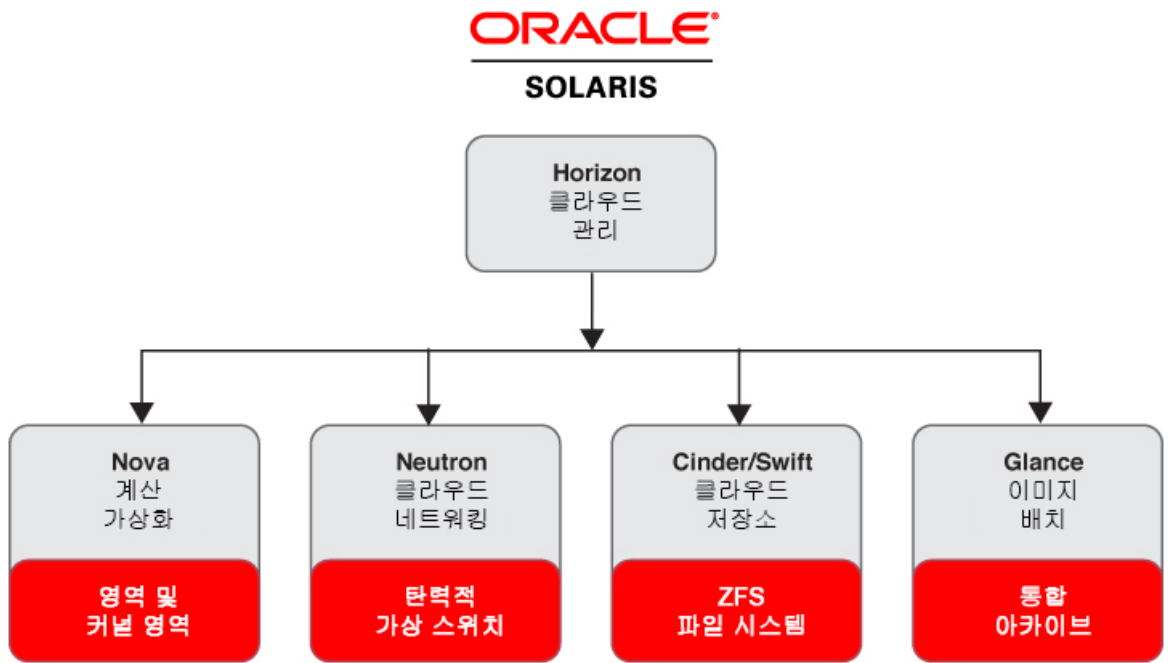 ORACLE®
SOLARIS
Horizon
클라우드
관리
Nova
계산
가상화
영역 및
커널 영역
Neutron
클라우드
네트워킹
탄력적
가상 스위치
Cinder/Swift
클라우드
저장소
ZFS
파일 시스템
Glance
이미지
배치
통합
아카이브